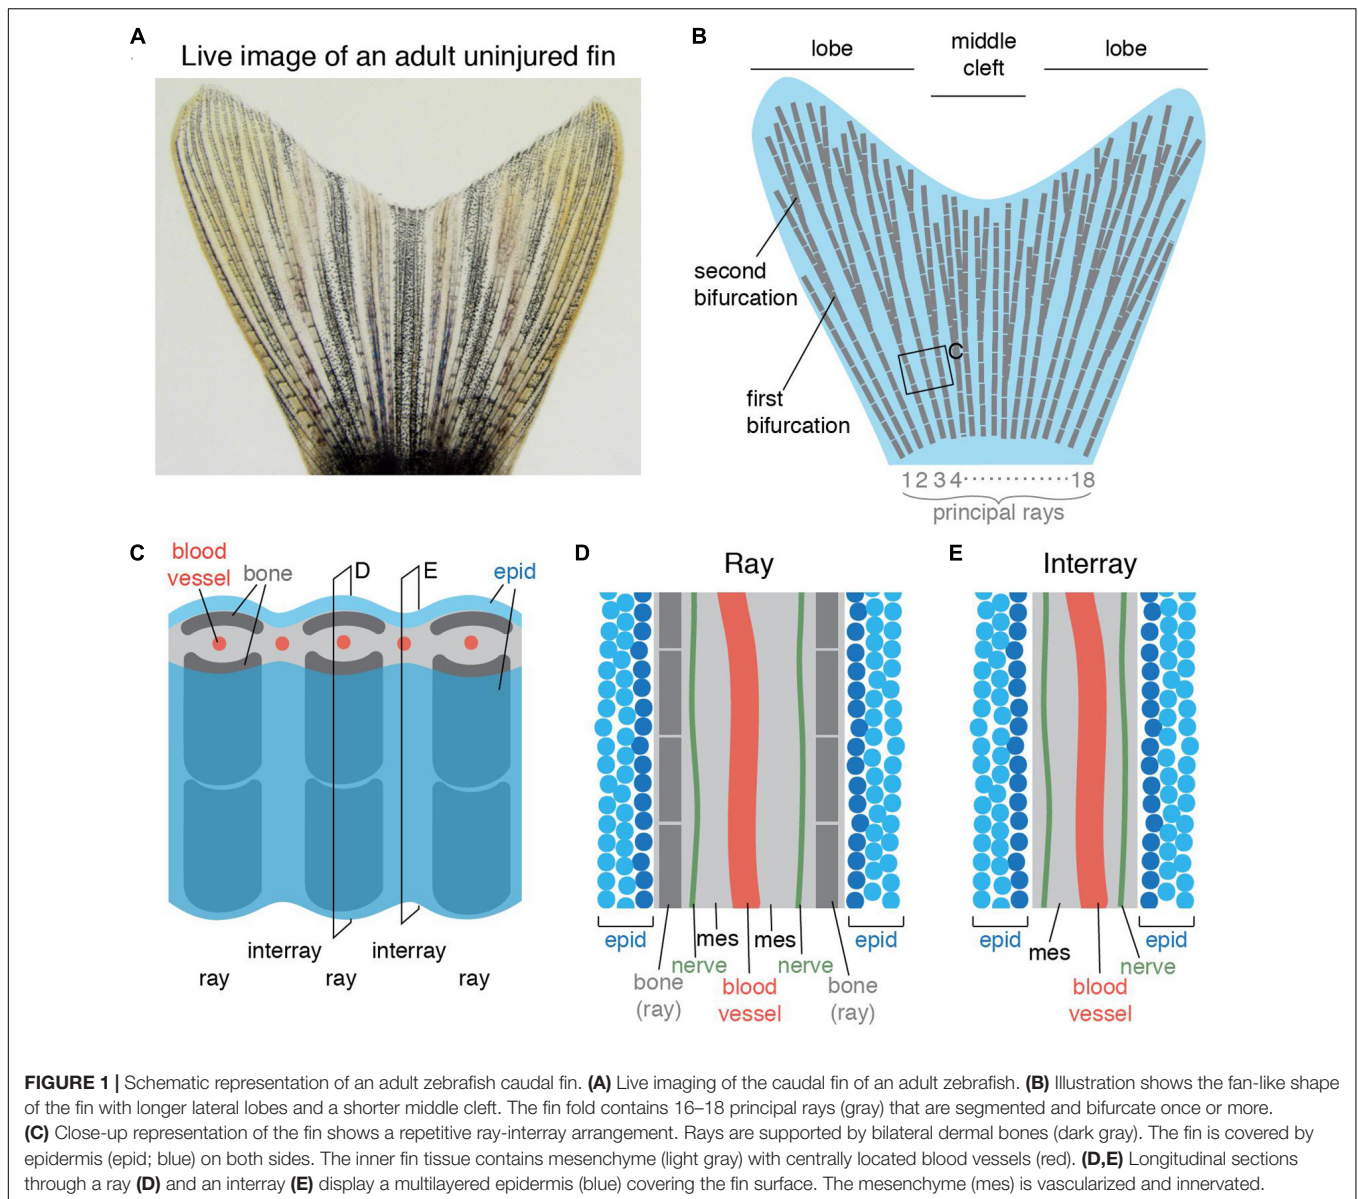 A
Live image of an adult uninjured fin
B
lobe
middle
cleft
lobe
second
bifurcation
C
first
bifurcation
1 2 3 4 18
principal rays
C
blood
vessel
bone
D
E
epid
interray
interray
ray
ray
ray
D
Ray
epid
mes
mes
epid
nerve
nerve
bone
(ray)
blood
vessel
bone
(ray)
E
Interray
epid
mes
epid
nerve
blood
vessel
FIGURE 1 | Schematic representation of an adult zebrafish caudal fin. (A) Live imaging of the caudal fin of an adult zebrafish. (B) Illustration shows the fan-like shape
of the fin with longer lateral lobes and a shorter middle cleft. The fin fold contains 16–18 principal rays (gray) that are segmented and bifurcate once or more.
(C) Close-up representation of the fin shows a repetitive ray-interray arrangement. Rays are supported by bilateral dermal bones (dark gray). The fin is covered by
epidermis (epid; blue) on both sides. The inner fin tissue contains mesenchyme (light gray) with centrally located blood vessels (red). (D,E) Longitudinal sections
through a ray (D) and an interray (E) display a multilayered epidermis (blue) covering the fin surface. The mesenchyme (mes) is vascularized and innervated.